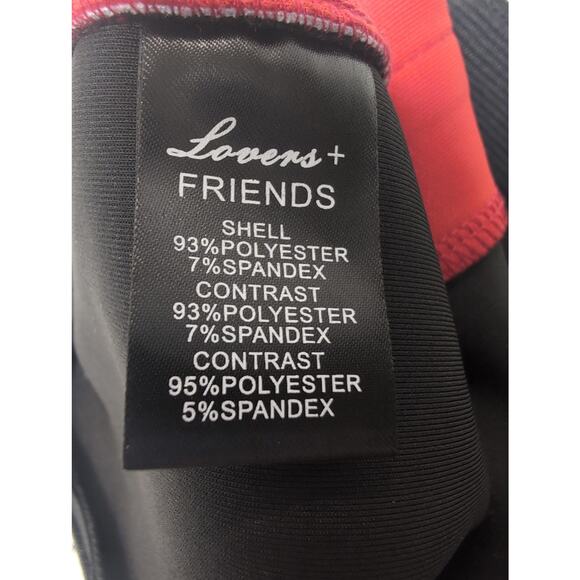 Lovers +
FRIENDS
SHELL
93%POLYESTER
7%SPANDEX
CONTRAST
93%POLYESTER
7%SPANDEX
CONTRAST
95%POLYESTER
5%SPANDEX